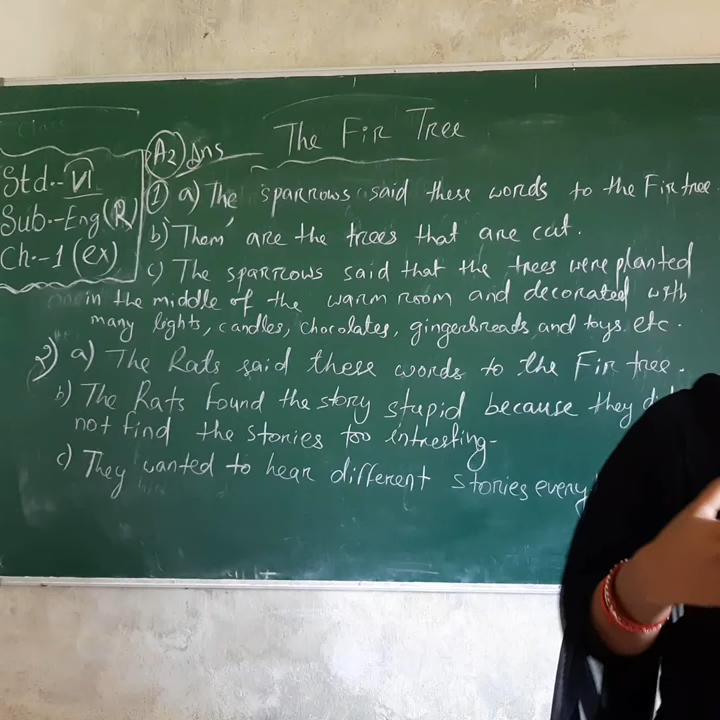 The Fir Tree
Std.- VI
Sub.- Eng (R)
Ch.- 1 (ex)
A2) Ans
1) a) The sparrows said these words to the Fir tree
b) Them are the trees that are cut.
c) The sparrows said that the trees were planted
in the middle of the warm room and decorated with
many lights, candles, chocolates, gingerbreads and toys etc.
2) a) The Rats said these words to the Fir tree.
b) The Rats found the story stupid because they
not find the stories too intresting-
c) They wanted to hear different stories every